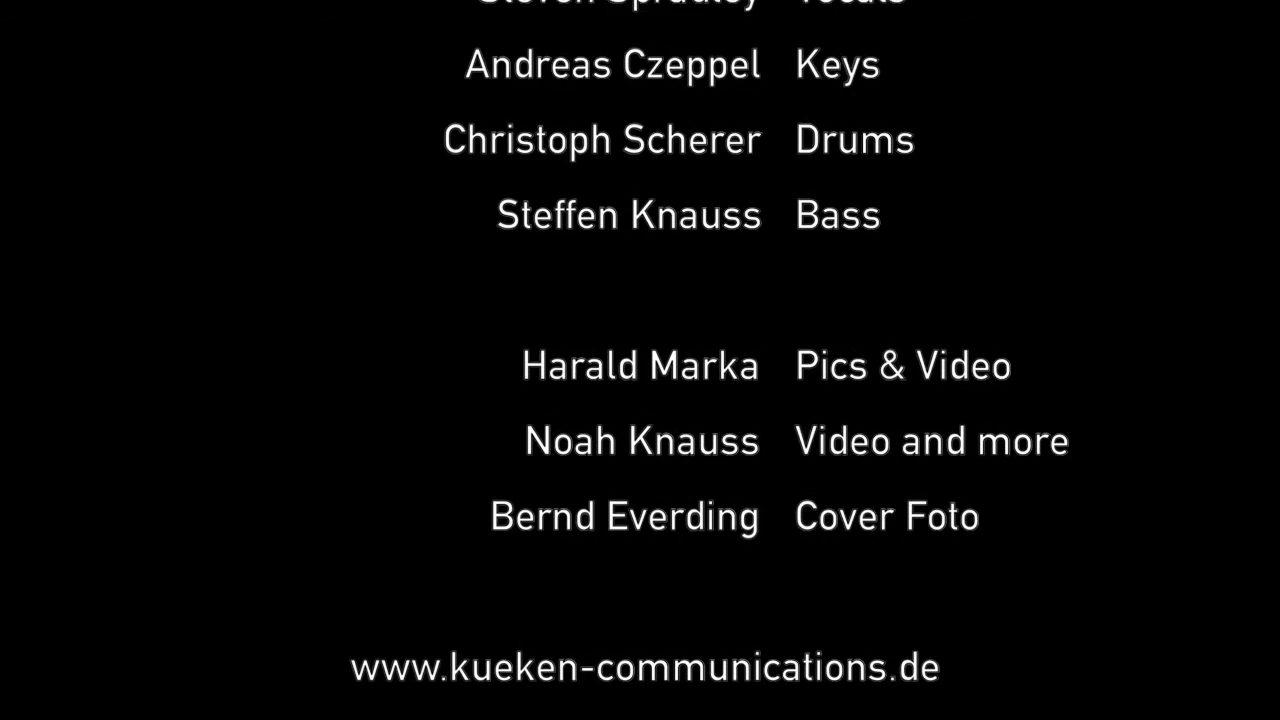 Vocals
Andreas Czeppel Keys
Christoph Scherer Drums
Steffen Knauss Bass
Harald Marka Pics & Video
Noah Knauss Video and more
Bernd Everding Cover Foto
www.kueken-communications.de